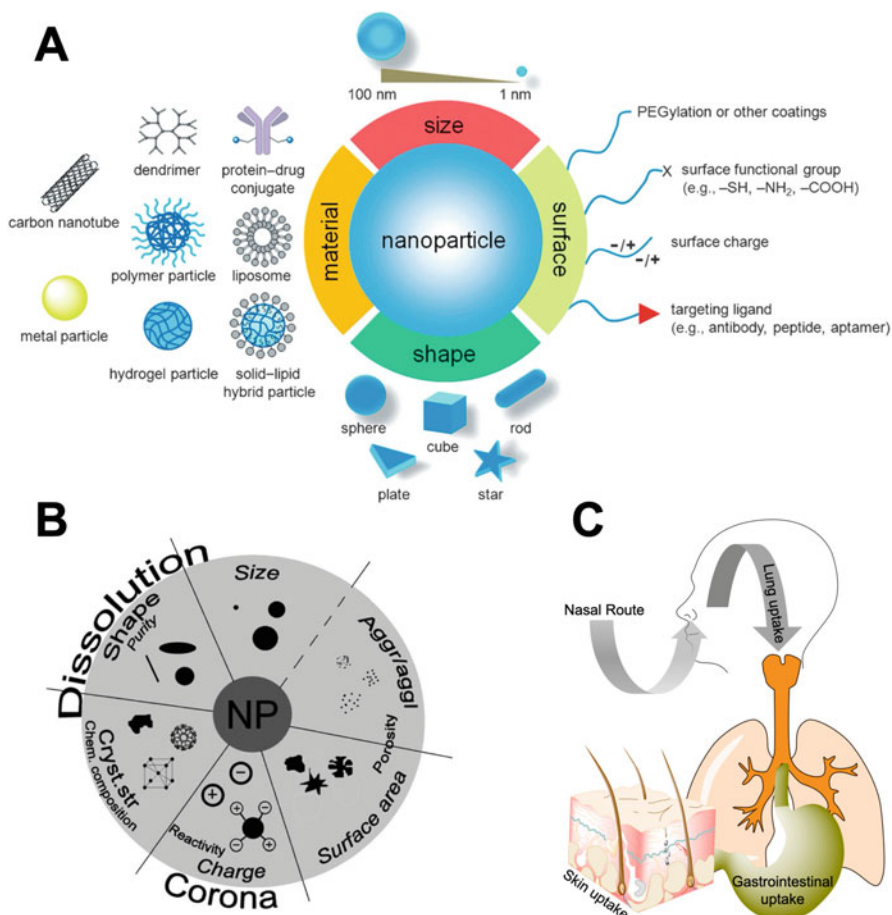 A
100 nm
1 nm
size
material
surface
shape
nanoparticle
carbon nanotube
metal particle
dendrimer
protein–drug
conjugate
polymer particle
liposome
hydrogel particle
solid–lipid
hybrid particle
PEGylation or other coatings
X
surface functional group
(e.g., –SH, –NH₂, –COOH)
–/+
–/+
surface charge
targeting ligand
(e.g., antibody, peptide, aptamer)
sphere
cube
rod
plate
star
B
Dissolution
Shape
Purity
Size
Aggr/aggl
Porosity
Surface area
NP
Cryst.str
Chem. composition
Reactivity
Charge
Corona
+
−
+
−
+
−
+
C
Nasal Route
Lung uptake
Skin uptake
Gastrointestinal
uptake